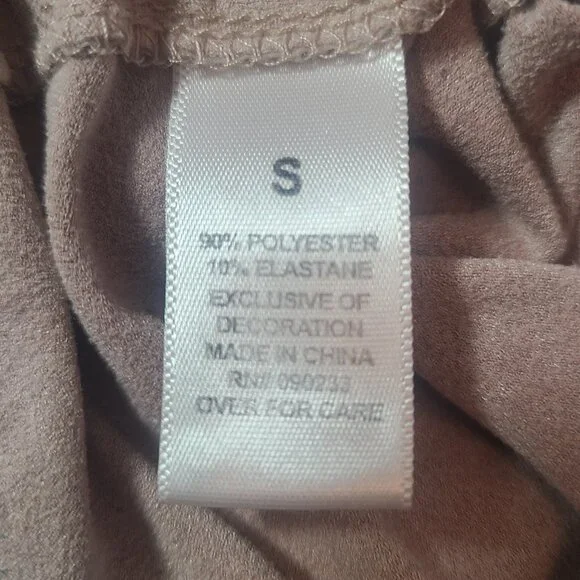 S
90% POLYESTER
10% ELASTANE
EXCLUSIVE OF
DECORATION
MADE IN CHINA
RN# 090233
OVER FOR CARE